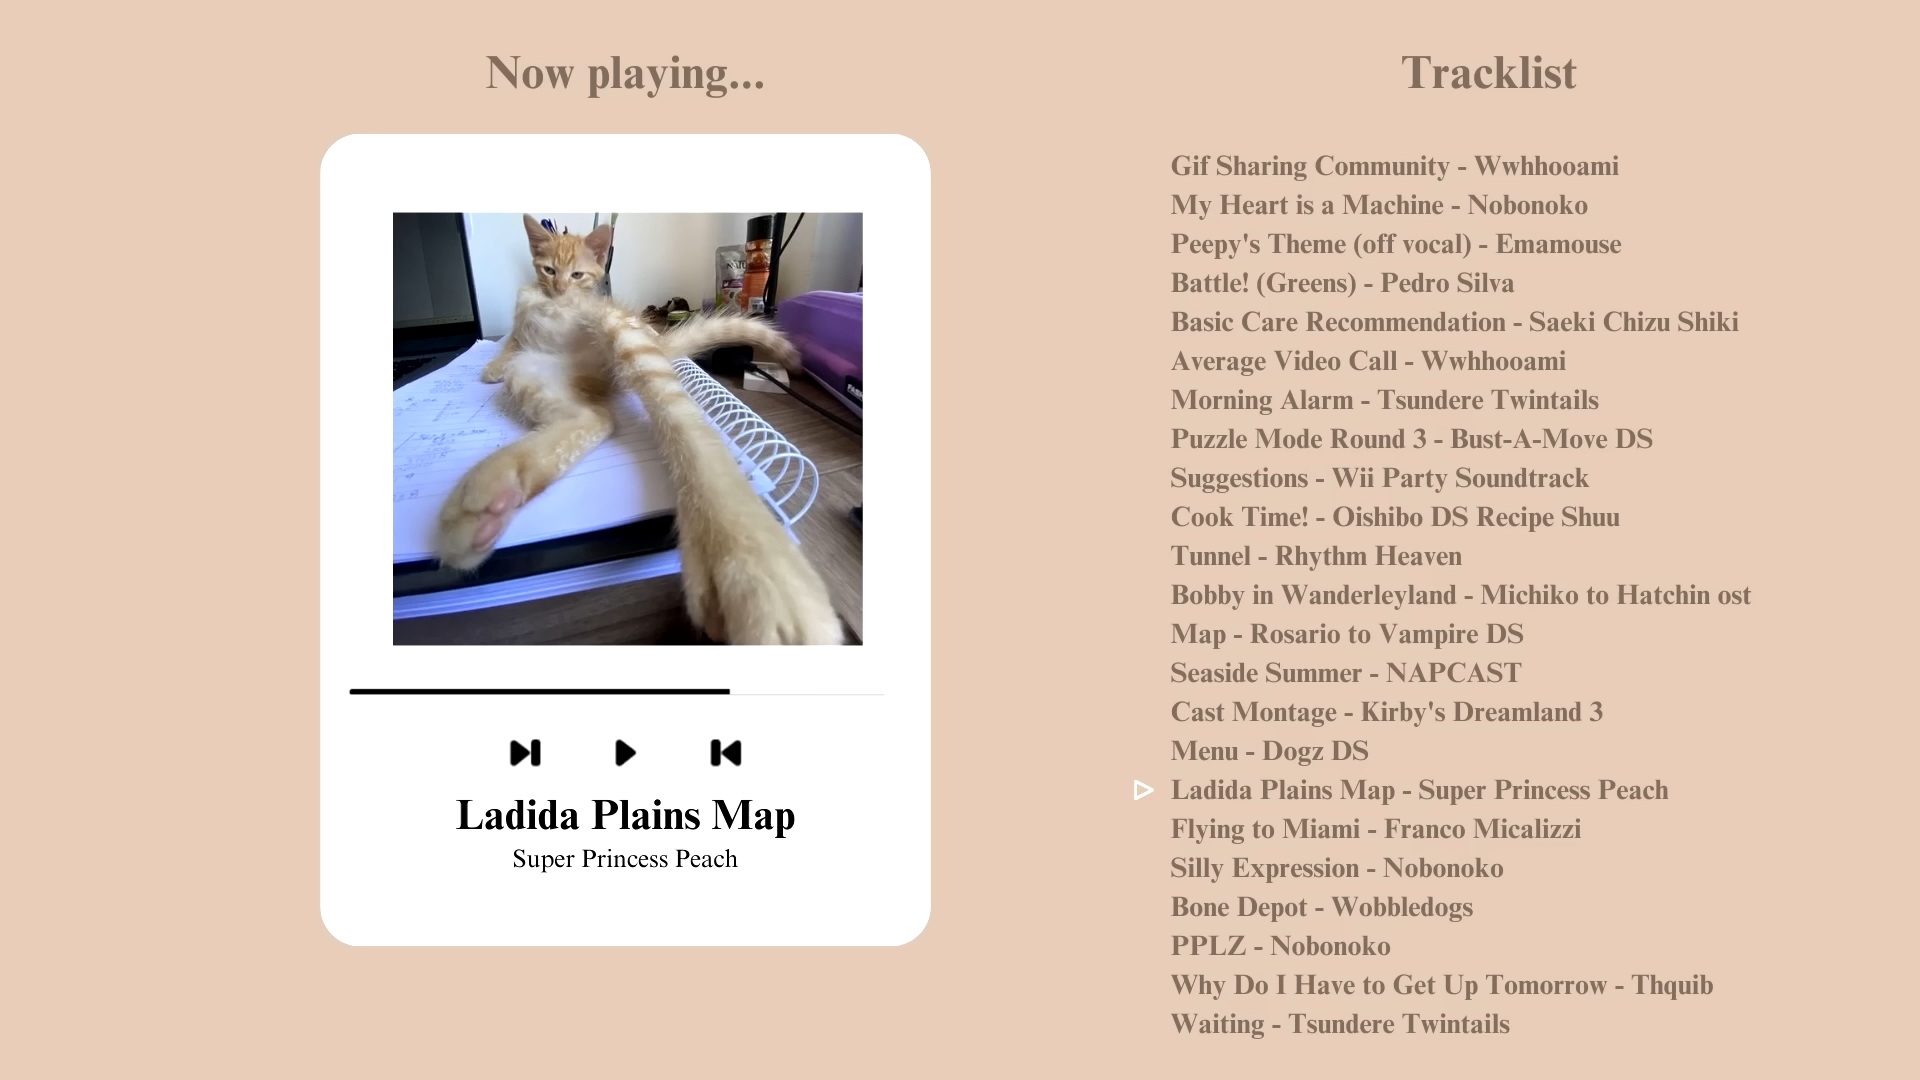 Now playing...
Ladida Plains Map
Super Princess Peach
Tracklist
Gif Sharing Community - Wwhhooami
My Heart is a Machine - Nobonoko
Peepy's Theme (off vocal) - Emamouse
Battle! (Greens) - Pedro Silva
Basic Care Recommendation - Saeki Chizu Shiki
Average Video Call - Wwhhooami
Morning Alarm - Tsundere Twintails
Puzzle Mode Round 3 - Bust-A-Move DS
Suggestions - Wii Party Soundtrack
Cook Time! - Oishibo DS Recipe Shuu
Tunnel - Rhythm Heaven
Bobby in Wanderleyland - Michiko to Hatchin ost
Map - Rosario to Vampire DS
Seaside Summer - NAPCAST
Cast Montage - Kirby's Dreamland 3
Menu - Dogz DS
Ladida Plains Map - Super Princess Peach
Flying to Miami - Franco Micalizzi
Silly Expression - Nobonoko
Bone Depot - Wobbledogs
PPLZ - Nobonoko
Why Do I Have to Get Up Tomorrow - Thquib
Waiting - Tsundere Twintails